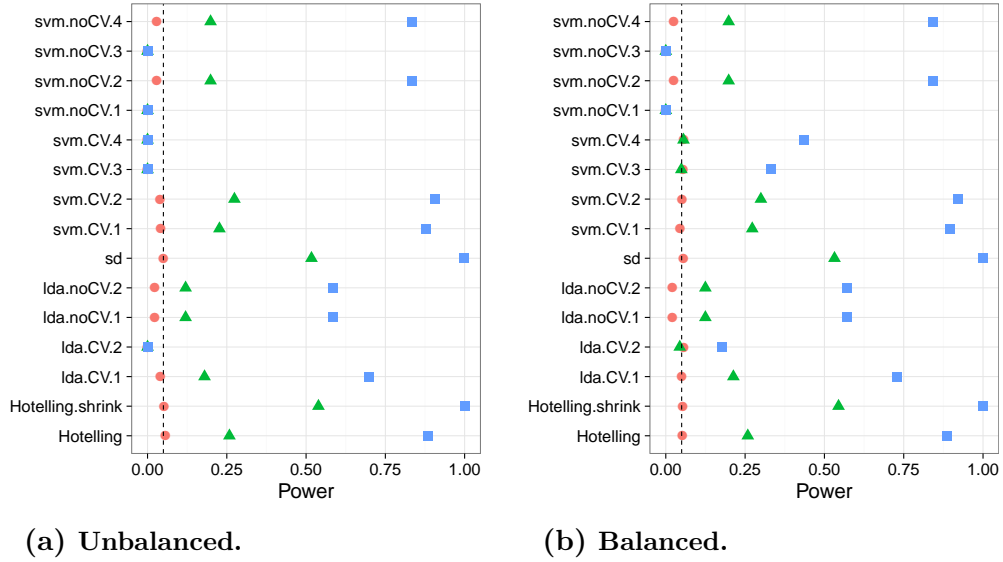 svm.noCV.4
svm.noCV.3
svm.noCV.2
svm.noCV.1
svm.CV.4
svm.CV.3
svm.CV.2
svm.CV.1
sd
lda.noCV.2
lda.noCV.1
lda.CV.2
lda.CV.1
Hotelling.shrink
Hotelling
0.00 0.25 0.50 0.75 1.00
Power
(a) Unbalanced.
svm.noCV.4
svm.noCV.3
svm.noCV.2
svm.noCV.1
svm.CV.4
svm.CV.3
svm.CV.2
svm.CV.1
sd
lda.noCV.2
lda.noCV.1
lda.CV.2
lda.CV.1
Hotelling.shrink
Hotelling
0.00 0.25 0.50 0.75 1.00
Power
(b) Balanced.